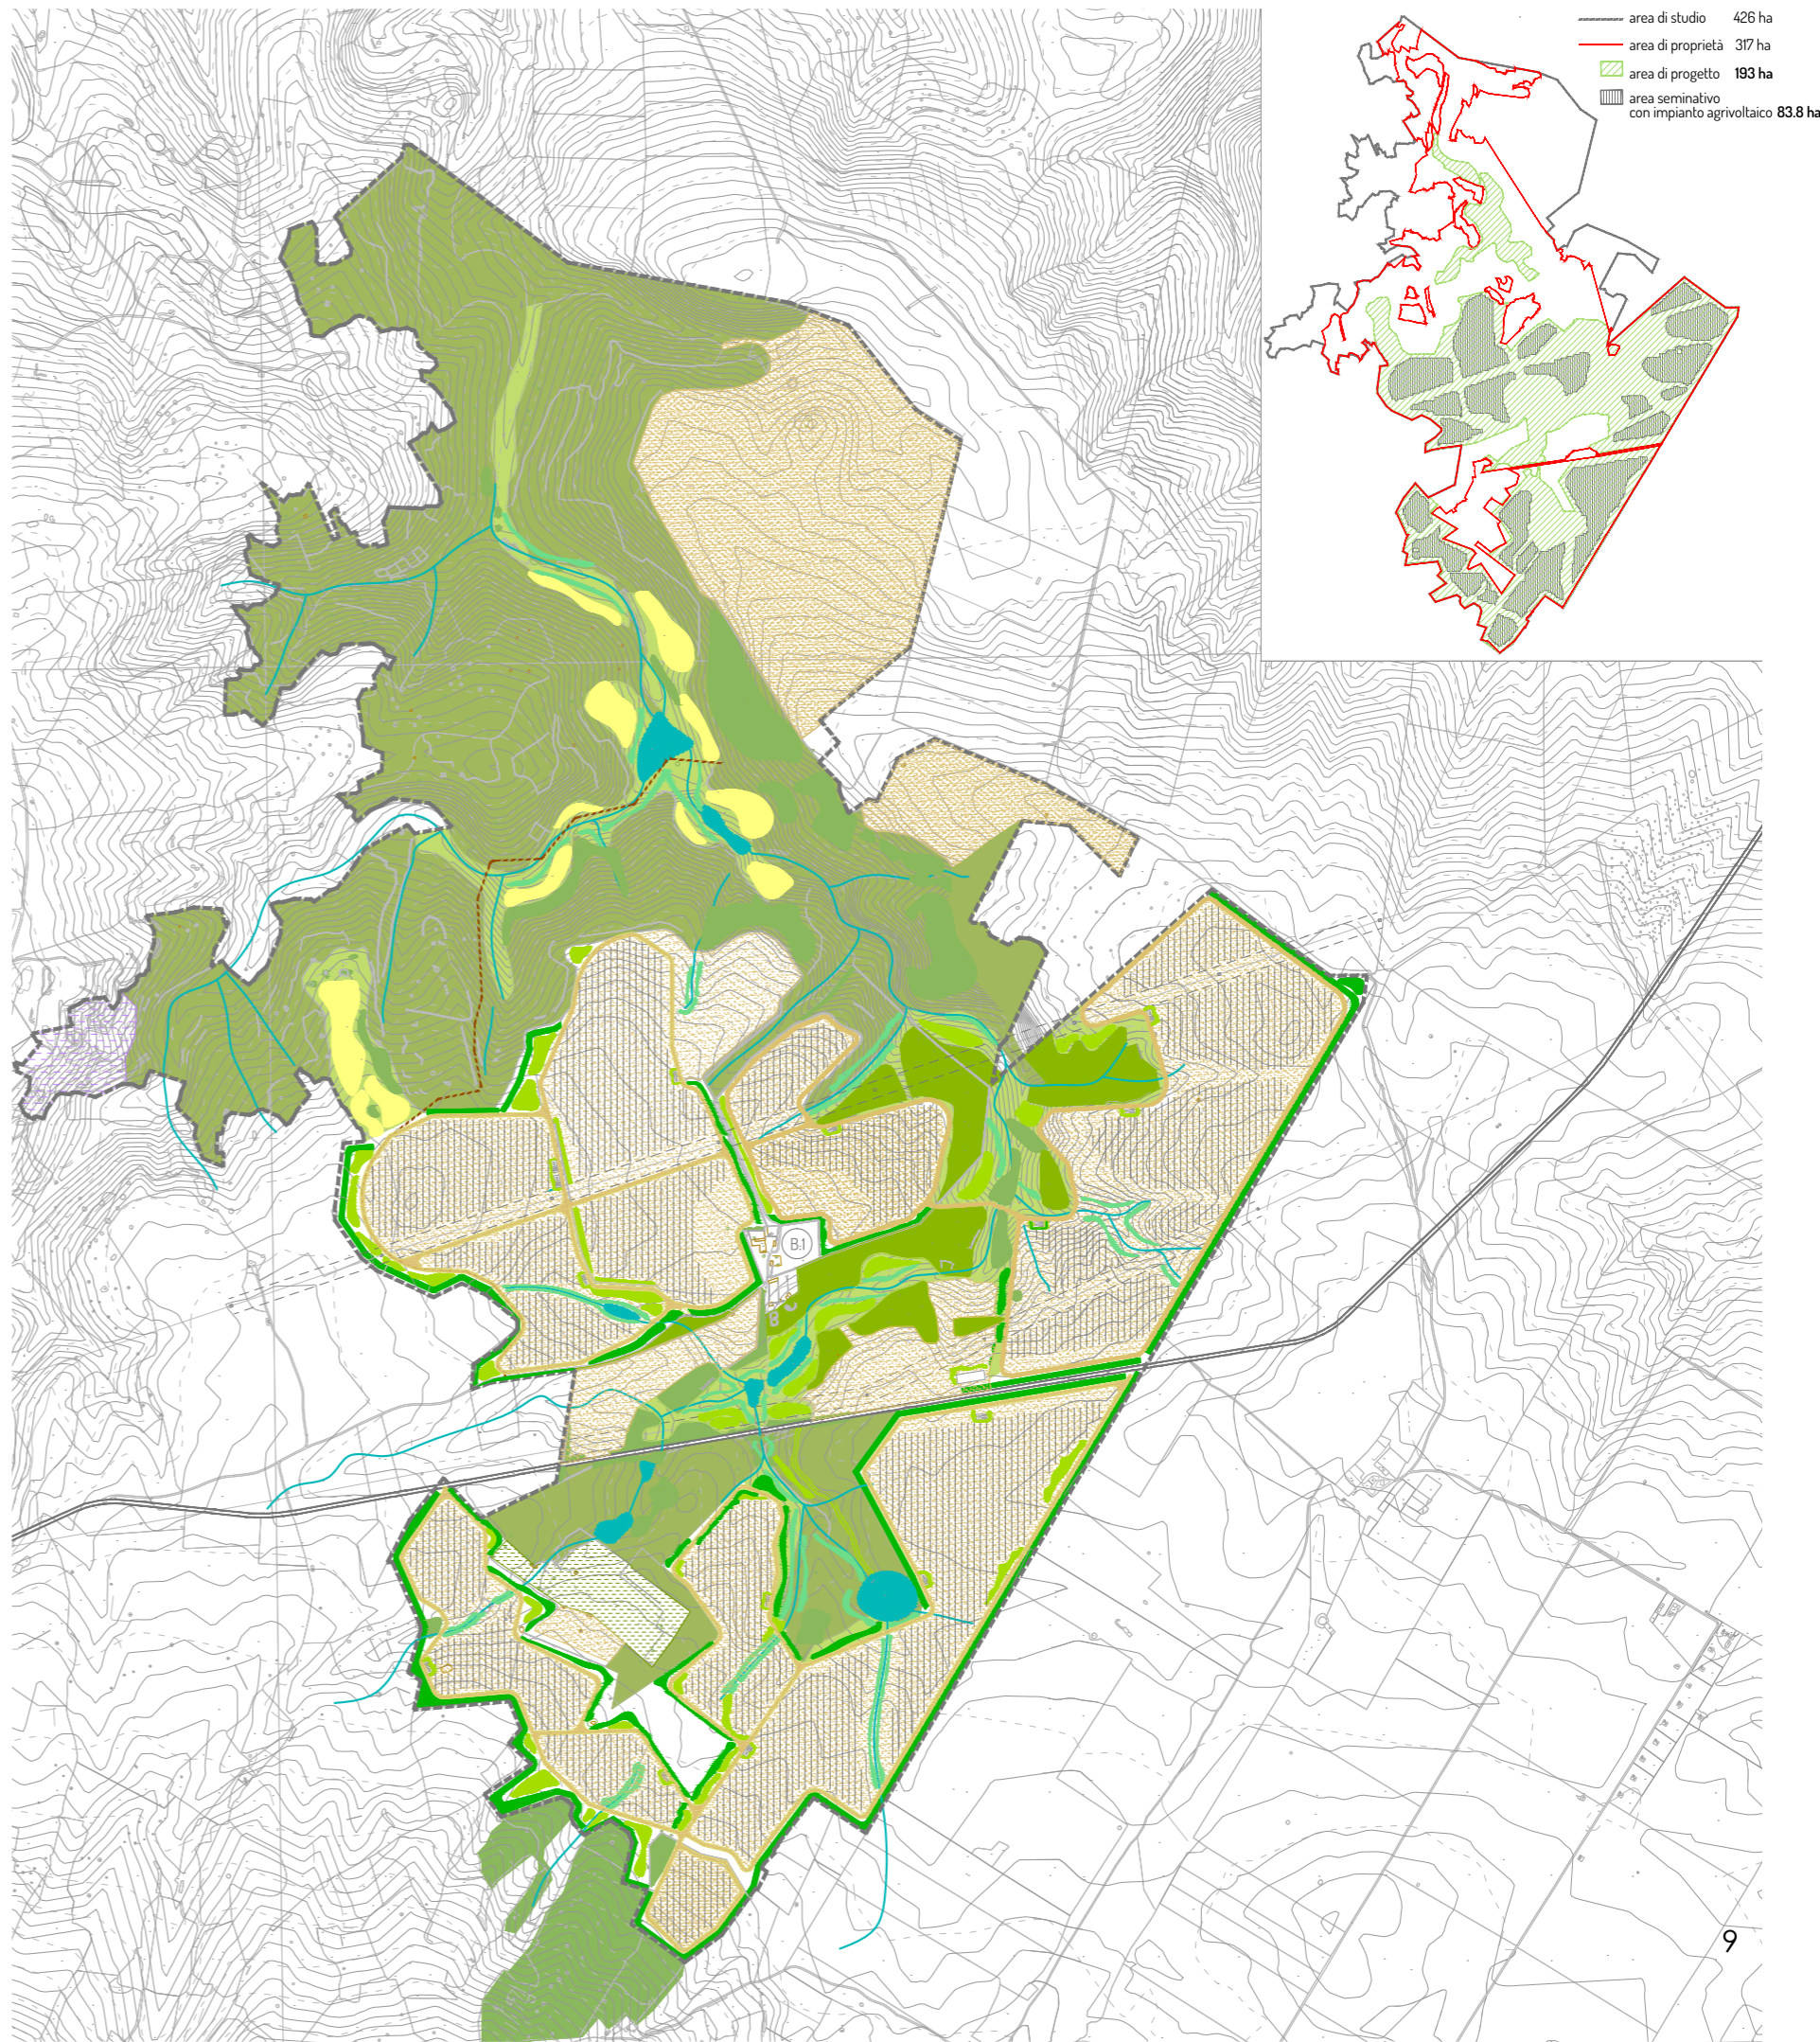 area di studio 426 ha
area di proprietà 317 ha
area di progetto 193 ha
area seminativo
con impianto agrivoltaico 83.8 ha
B.1
9